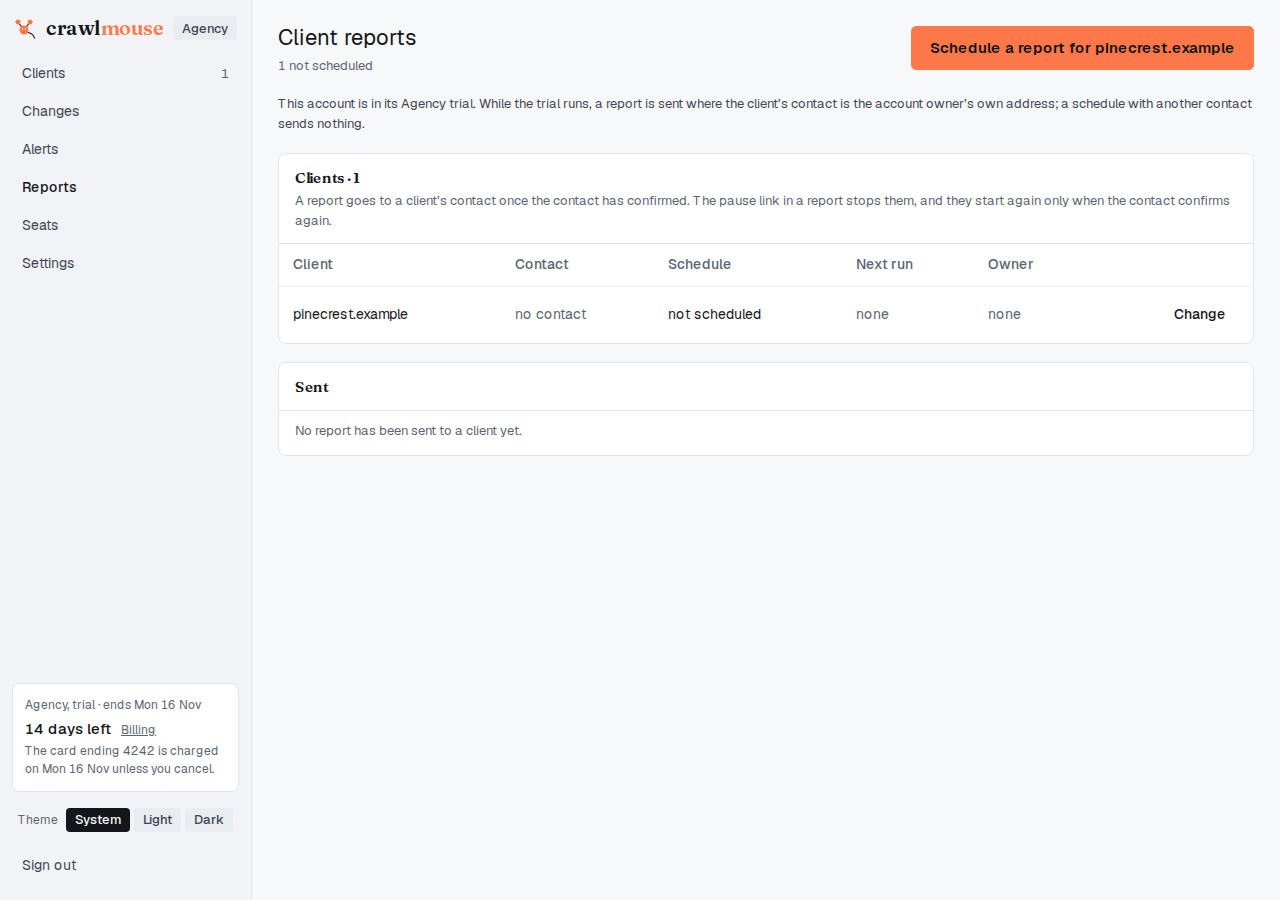 crawlmouse Agency
Clients 1
Changes
Alerts
Reports
Seats
Settings
Agency, trial · ends Mon 16 Nov
14 days left Billing
The card ending 4242 is charged
on Mon 16 Nov unless you cancel.
Theme System Light Dark
Sign out
Client reports
1 not scheduled
Schedule a report for pinecrest.example
This account is in its Agency trial. While the trial runs, a report is sent where the client's contact is the account owner's own address; a schedule with another contact
sends nothing.
Clients · 1
A report goes to a client's contact once the contact has confirmed. The pause link in a report stops them, and they start again only when the contact confirms
again.
Client Contact Schedule Next run Owner
pinecrest.example no contact not scheduled none none Change
Sent
No report has been sent to a client yet.